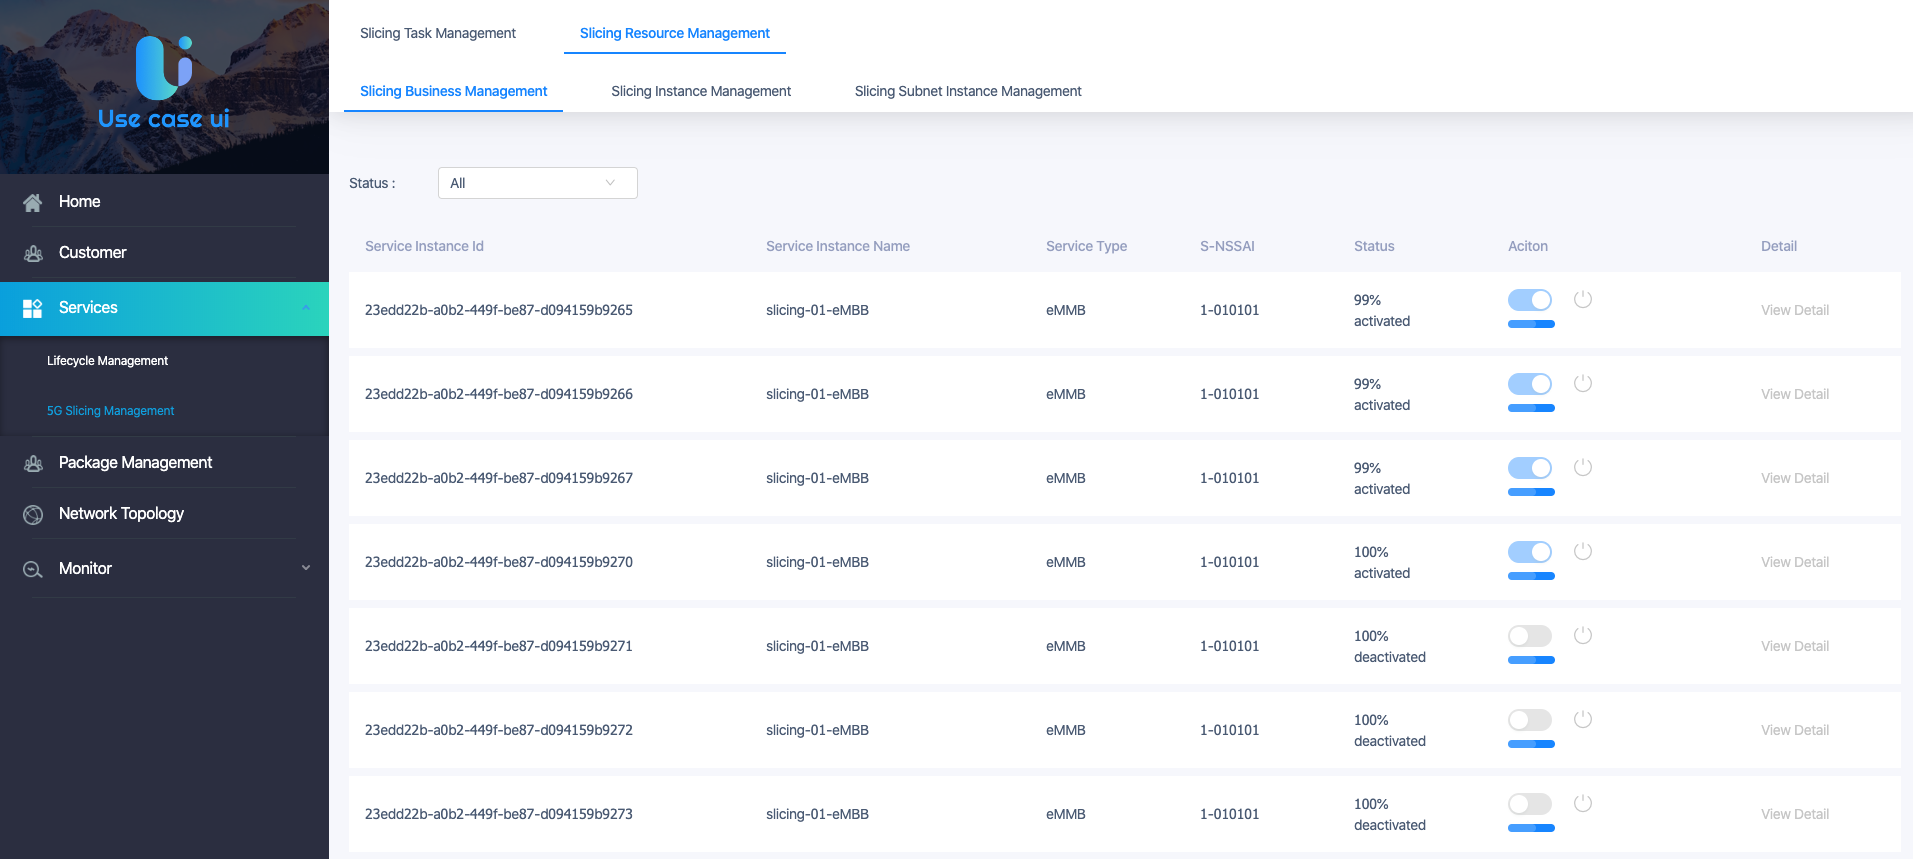 Use case ui
Home
Customer
Services
Lifecycle Management
5G Slicing Management
Package Management
Network Topology
Monitor
Slicing Task Management
Slicing Resource Management
Slicing Business Management
Slicing Instance Management
Slicing Subnet Instance Management
Status :
All
Service Instance Id Service Instance Name Service Type S-NSSAI Status Aciton Detail
23edd22b-a0b2-449f-be87-d094159b9265 slicing-01-eMBB eMMB 1-010101 99% activated View Detail
23edd22b-a0b2-449f-be87-d094159b9266 slicing-01-eMBB eMMB 1-010101 99% activated View Detail
23edd22b-a0b2-449f-be87-d094159b9267 slicing-01-eMBB eMMB 1-010101 99% activated View Detail
23edd22b-a0b2-449f-be87-d094159b9270 slicing-01-eMBB eMMB 1-010101 100% activated View Detail
23edd22b-a0b2-449f-be87-d094159b9271 slicing-01-eMBB eMMB 1-010101 100% deactivated View Detail
23edd22b-a0b2-449f-be87-d094159b9272 slicing-01-eMBB eMMB 1-010101 100% deactivated View Detail
23edd22b-a0b2-449f-be87-d094159b9273 slicing-01-eMBB eMMB 1-010101 100% deactivated View Detail